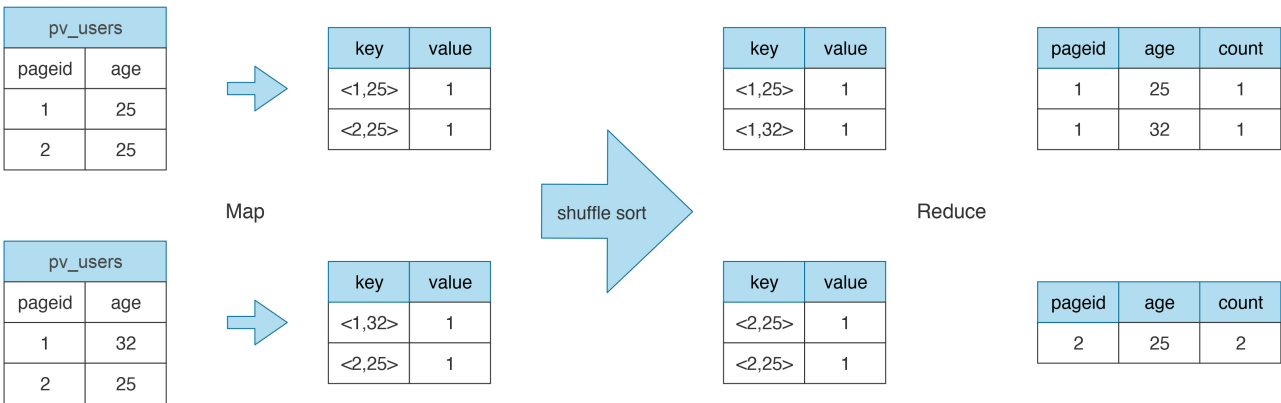 pv_users
pageid age
1 25
2 25
key value
<1,25> 1
<2,25> 1
key value
<1,25> 1
<1,32> 1
pageid age count
1 25 1
1 32 1
Map
shuffle sort
Reduce
pv_users
pageid age
1 32
2 25
key value
<1,32> 1
<2,25> 1
key value
<2,25> 1
<2,25> 1
pageid age count
2 25 2